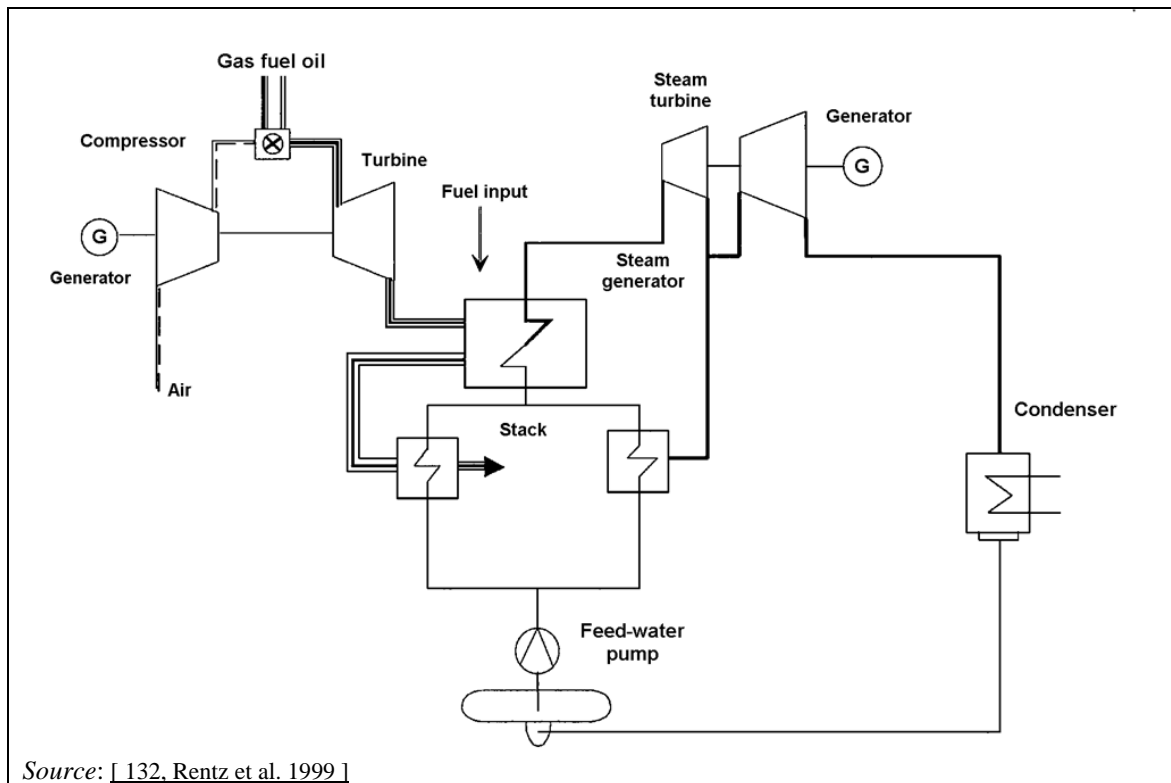 Gas fuel oil
Compressor
Turbine
Fuel input
Steam
turbine
Generator
G
G
Generator
Steam
generator
Air
Stack
Condenser
Feed-water
pump
Source: [ 132, Rentz et al. 1999 ]